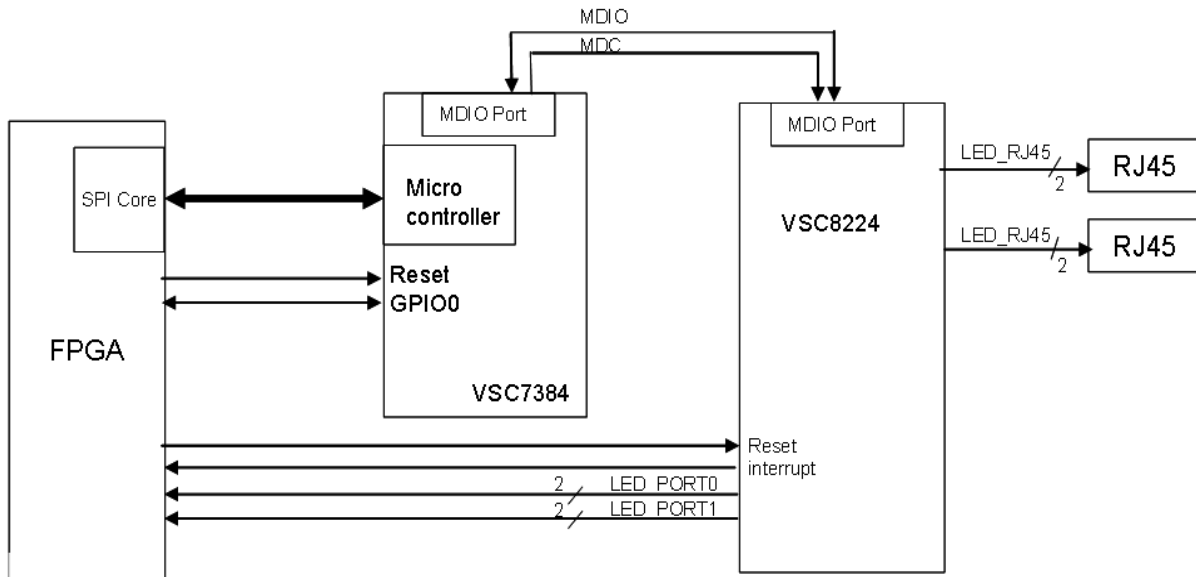 MDIO
MDC
MDIO Port
MDIO Port
SPI Core
Micro
controller
Reset
GPIO0
FPGA
VSC7384
VSC8224
LED_RJ45
2
RJ45
LED_RJ45
2
RJ45
Reset
interrupt
2 LED_PORT0
2 LED_PORT1